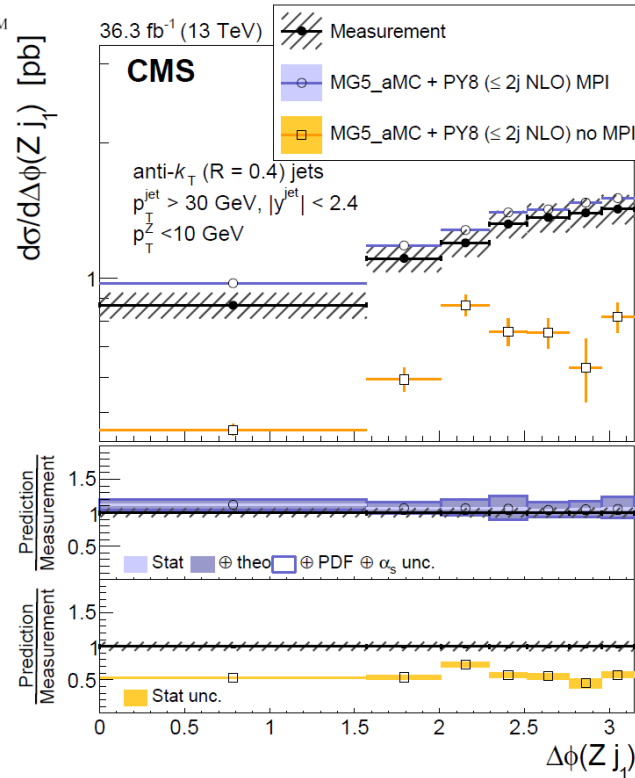 M
36.3 fb⁻¹ (13 TeV)
CMS
Measurement
MG5_aMC + PY8 (≤ 2j NLO) MPI
MG5_aMC + PY8 (≤ 2j NLO) no MPI
anti-k_T (R = 0.4) jets
p_T^jet > 30 GeV, |y^jet| < 2.4
p_T^Z <10 GeV
dσ/dΔϕ(Z j₁) [pb]
1
Prediction
Measurement
1.5
1
0.5
Stat ⊕ theo ⊕ PDF ⊕ α_s unc.
Prediction
Measurement
1.5
1
0.5
Stat unc.
0 0.5 1 1.5 2 2.5 3
Δϕ(Z j₁)